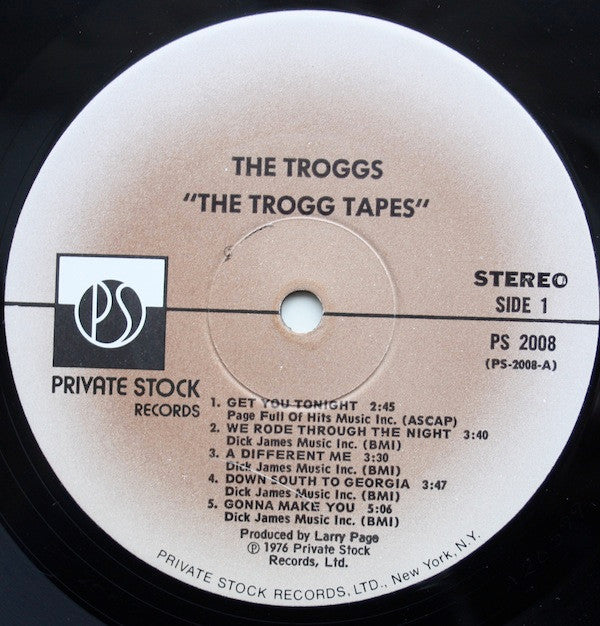 THE TROGGS
"THE TROGG TAPES"
STEREO
SIDE 1
PS
PS 2008
(PS-2008-A)
PRIVATE STOCK
RECORDS
1. GET YOU TONIGHT 2:45
Page Full Of Hits Music Inc. (ASCAP)
2. WE RODE THROUGH THE NIGHT 3:40
Dick James Music Inc. (BMI)
3. A DIFFERENT ME 3:30
Dick James Music Inc. (BMI)
4. DOWN SOUTH TO GEORGIA 3:47
Dick James Music Inc. (BMI)
5. GONNA MAKE YOU 5:06
Dick James Music Inc. (BMI)
Produced by Larry Page
℗ 1976 Private Stock
Records, Ltd.
PRIVATE STOCK RECORDS, LTD., New York, N.Y.